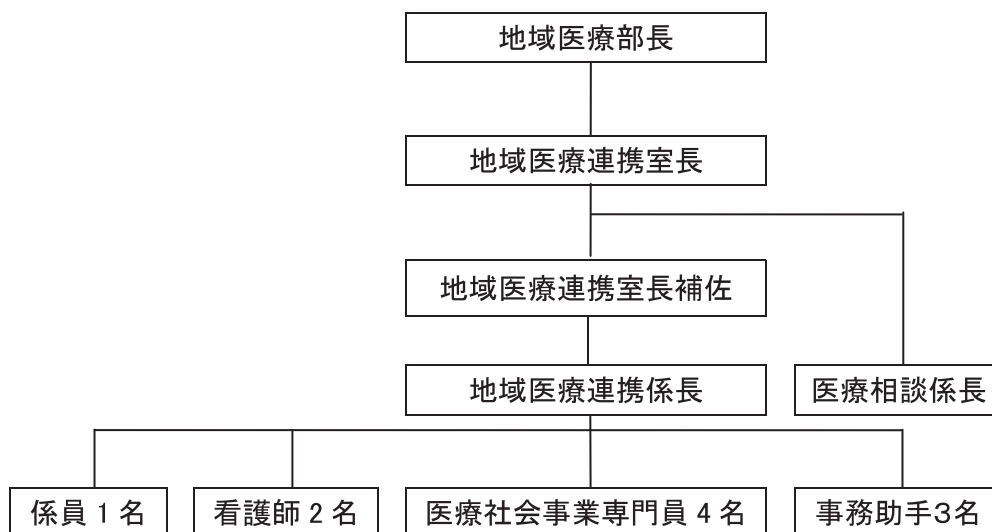 地域医療部長
地域医療連携室長
地域医療連携室長補佐
地域医療連携係長
医療相談係長
係員 1 名
看護師 2 名
医療社会事業専門員 4 名
事務助手3名